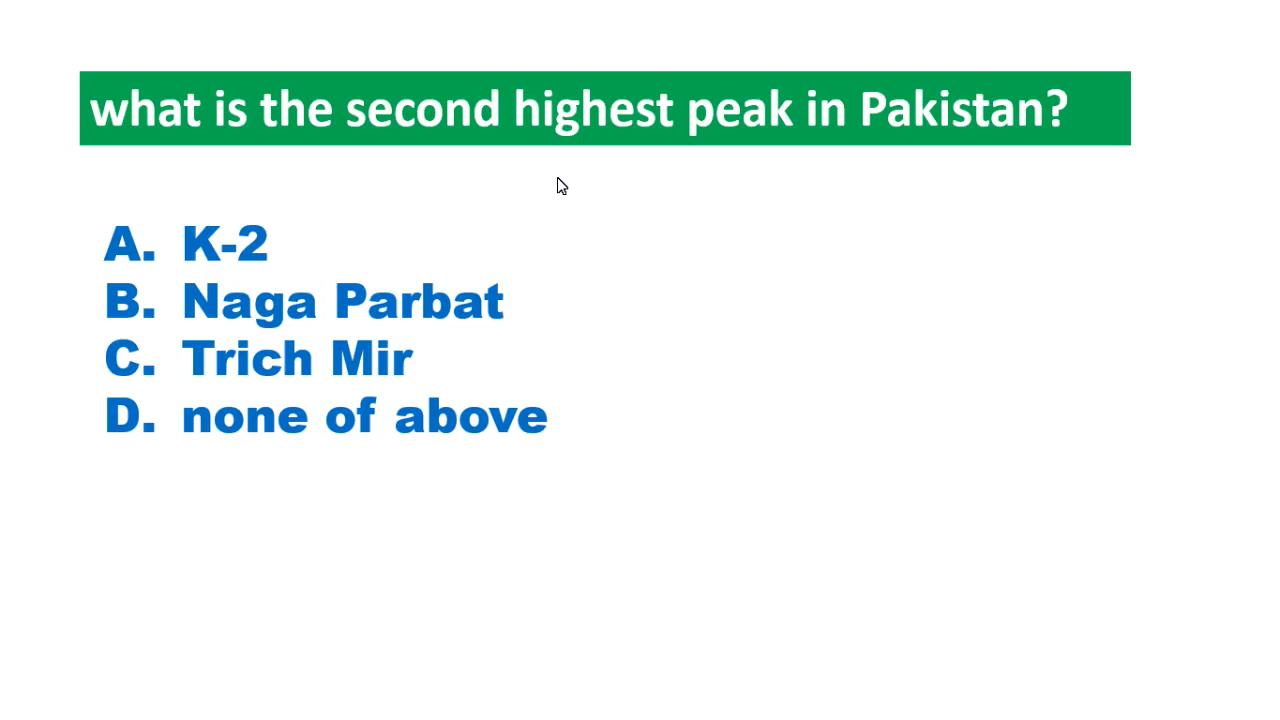 what is the second highest peak in Pakistan?
A. K-2
B. Naga Parbat
C. Trich Mir
D. none of above